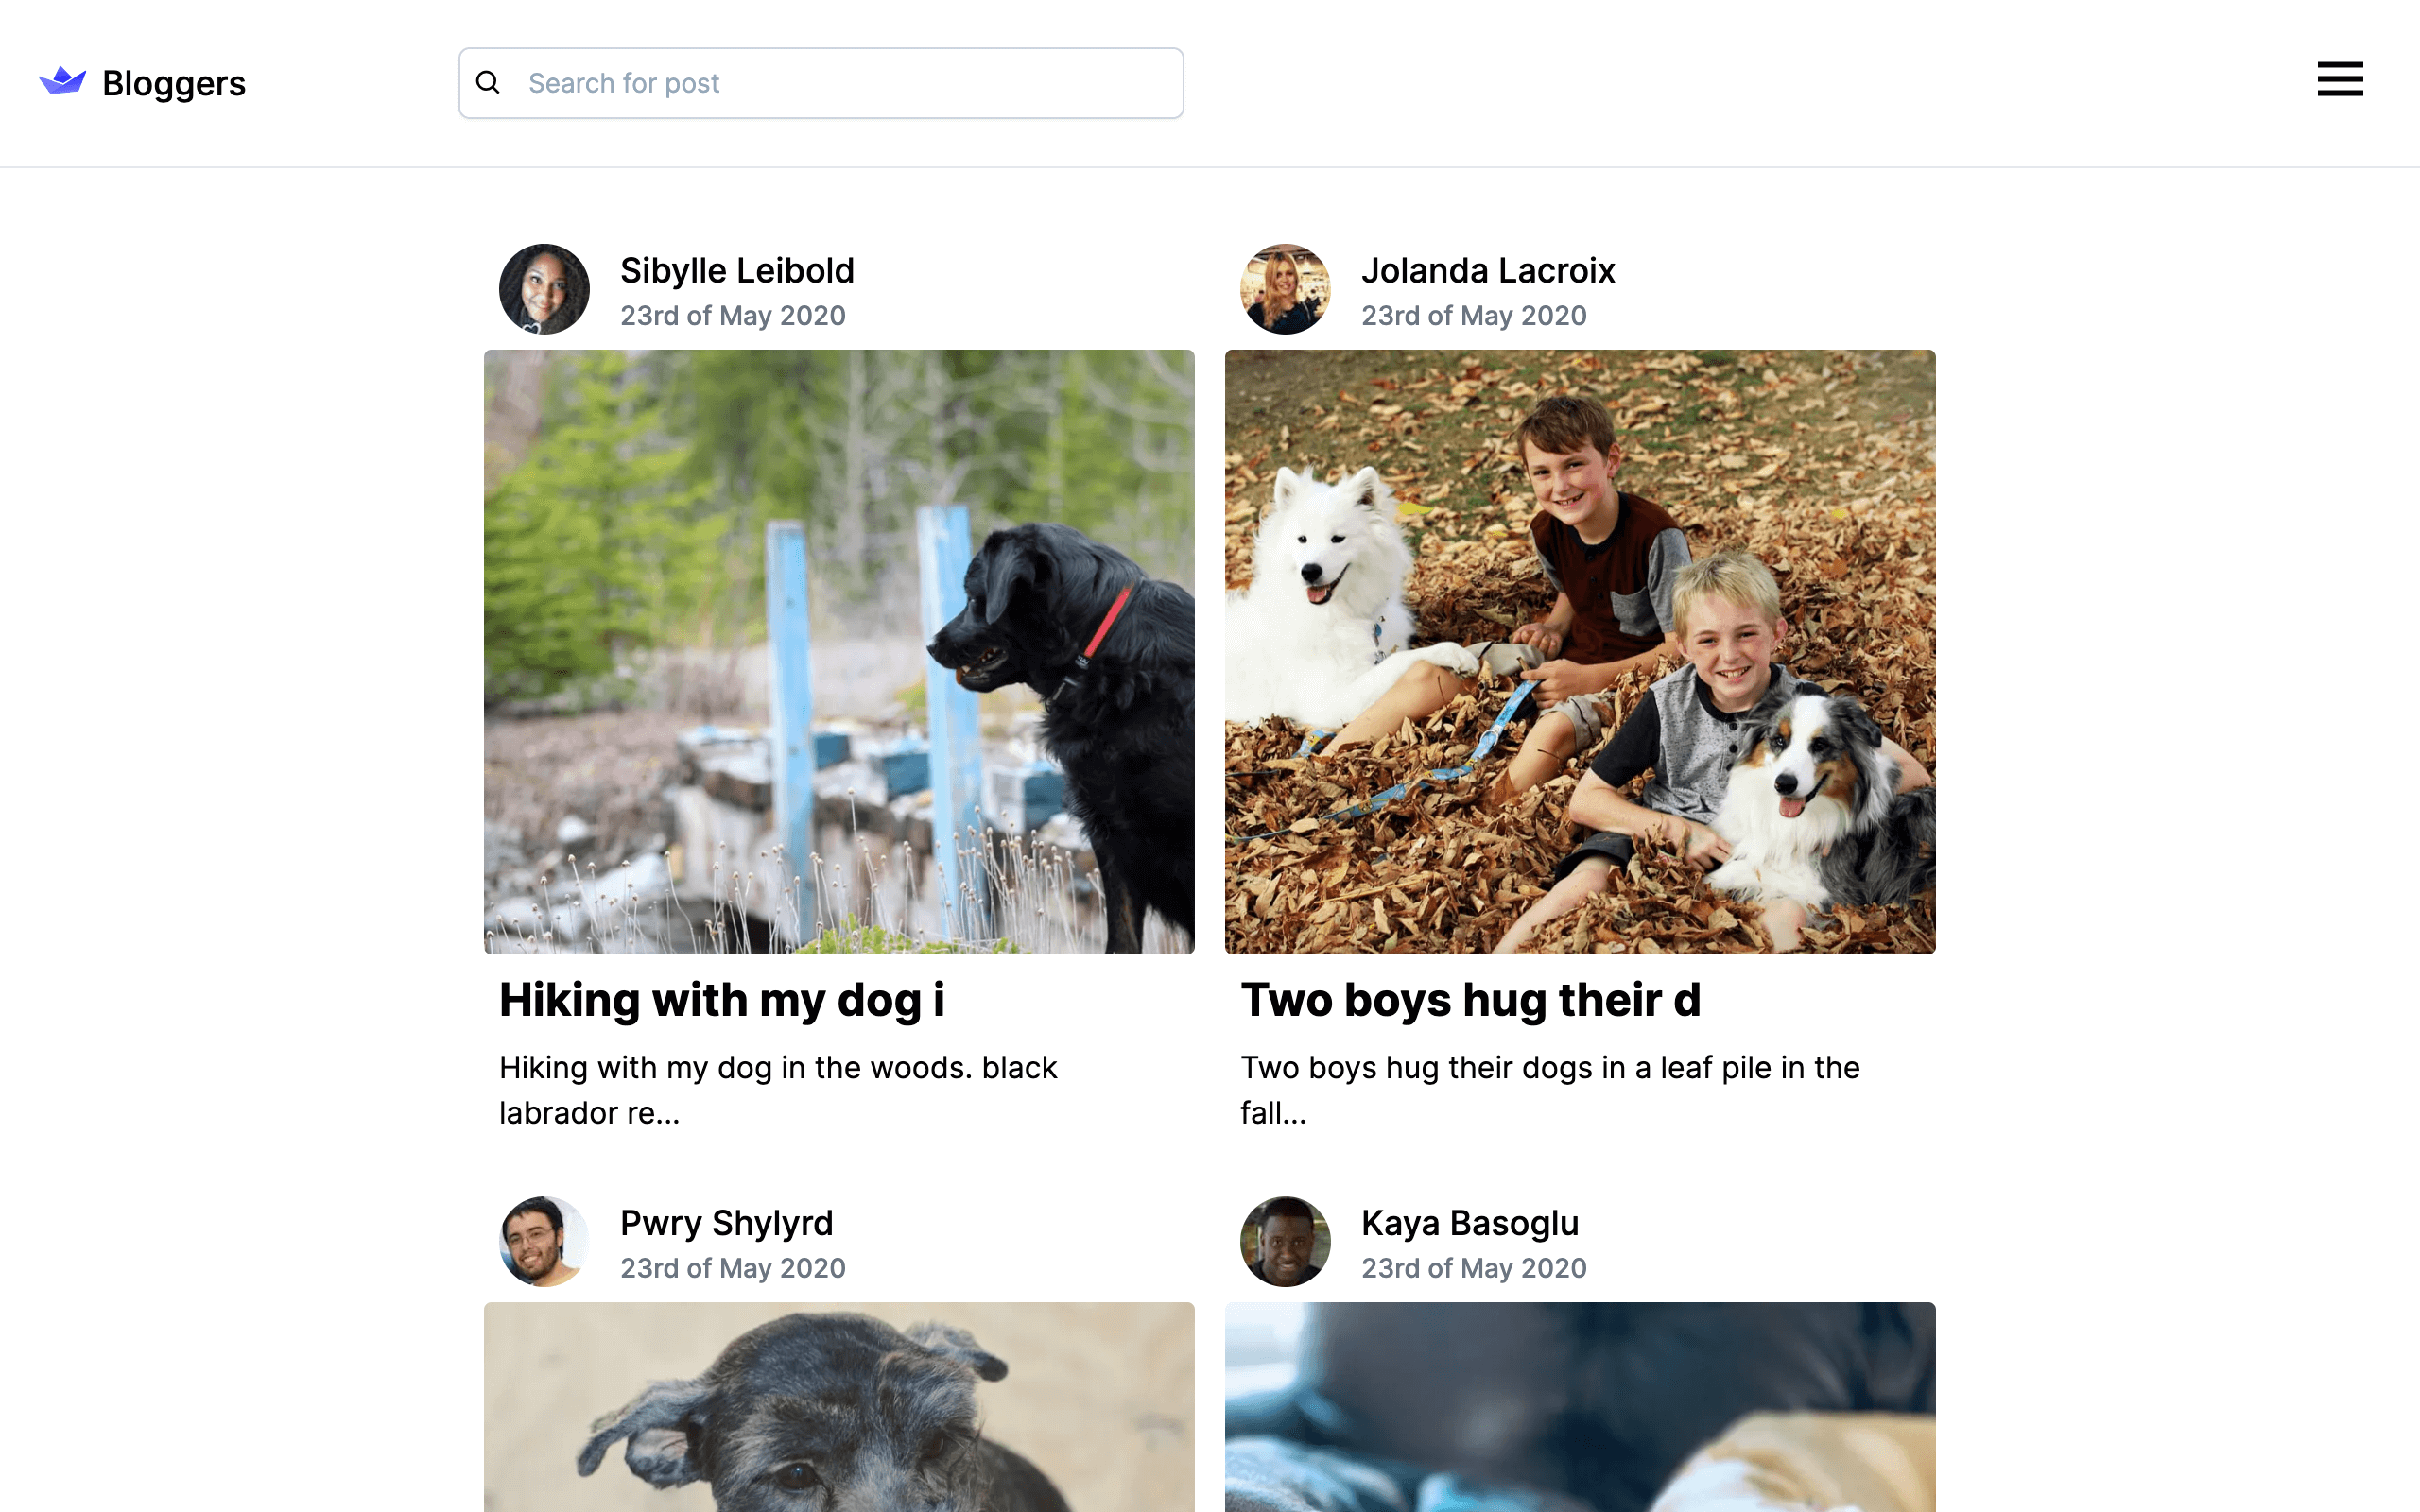 Bloggers
Search for post
Sibylle Leibold
23rd of May 2020
Hiking with my dog i
Hiking with my dog in the woods. black
labrador re...
Jolanda Lacroix
23rd of May 2020
Two boys hug their d
Two boys hug their dogs in a leaf pile in the
fall...
Pwry Shylyrd
23rd of May 2020
Kaya Basoglu
23rd of May 2020